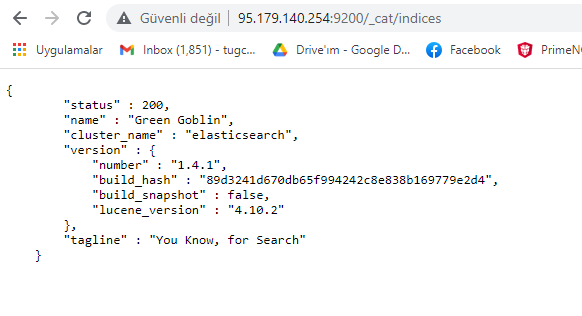 Güvenli değil | 95.179.140.254:9200/_cat/indices
Uygulamalar Inbox (1,851) - tugc... Drive'ım - Google D... Facebook PrimeN
{
"status" : 200,
"name" : "Green Goblin",
"cluster_name" : "elasticsearch",
"version" : {
"number" : "1.4.1",
"build_hash" : "89d3241d670db65f994242c8e838b169779e2d4",
"build_snapshot" : false,
"lucene_version" : "4.10.2"
},
"tagline" : "You Know, for Search"
}